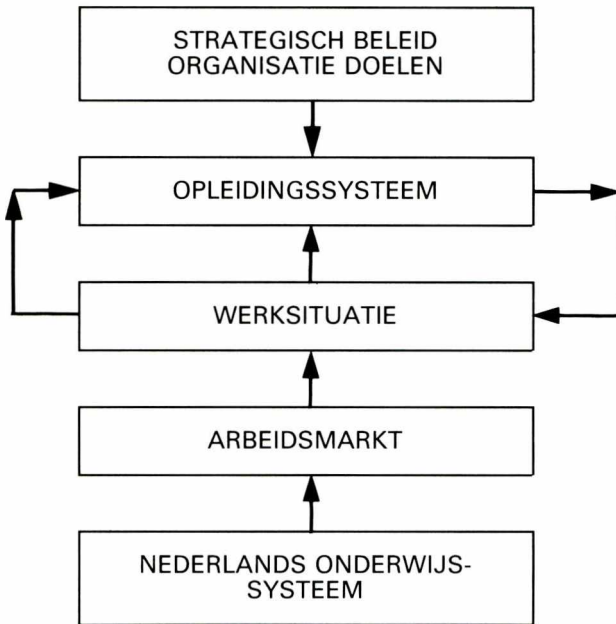 STRATEGISCH BELEID
ORGANISATIE DOELEN
OPLEIDINGSSYSTEEM
WERKSITUATIE
ARBEIDSMARKT
NEDERLANDS ONDERWIJS-
SYSTEEM